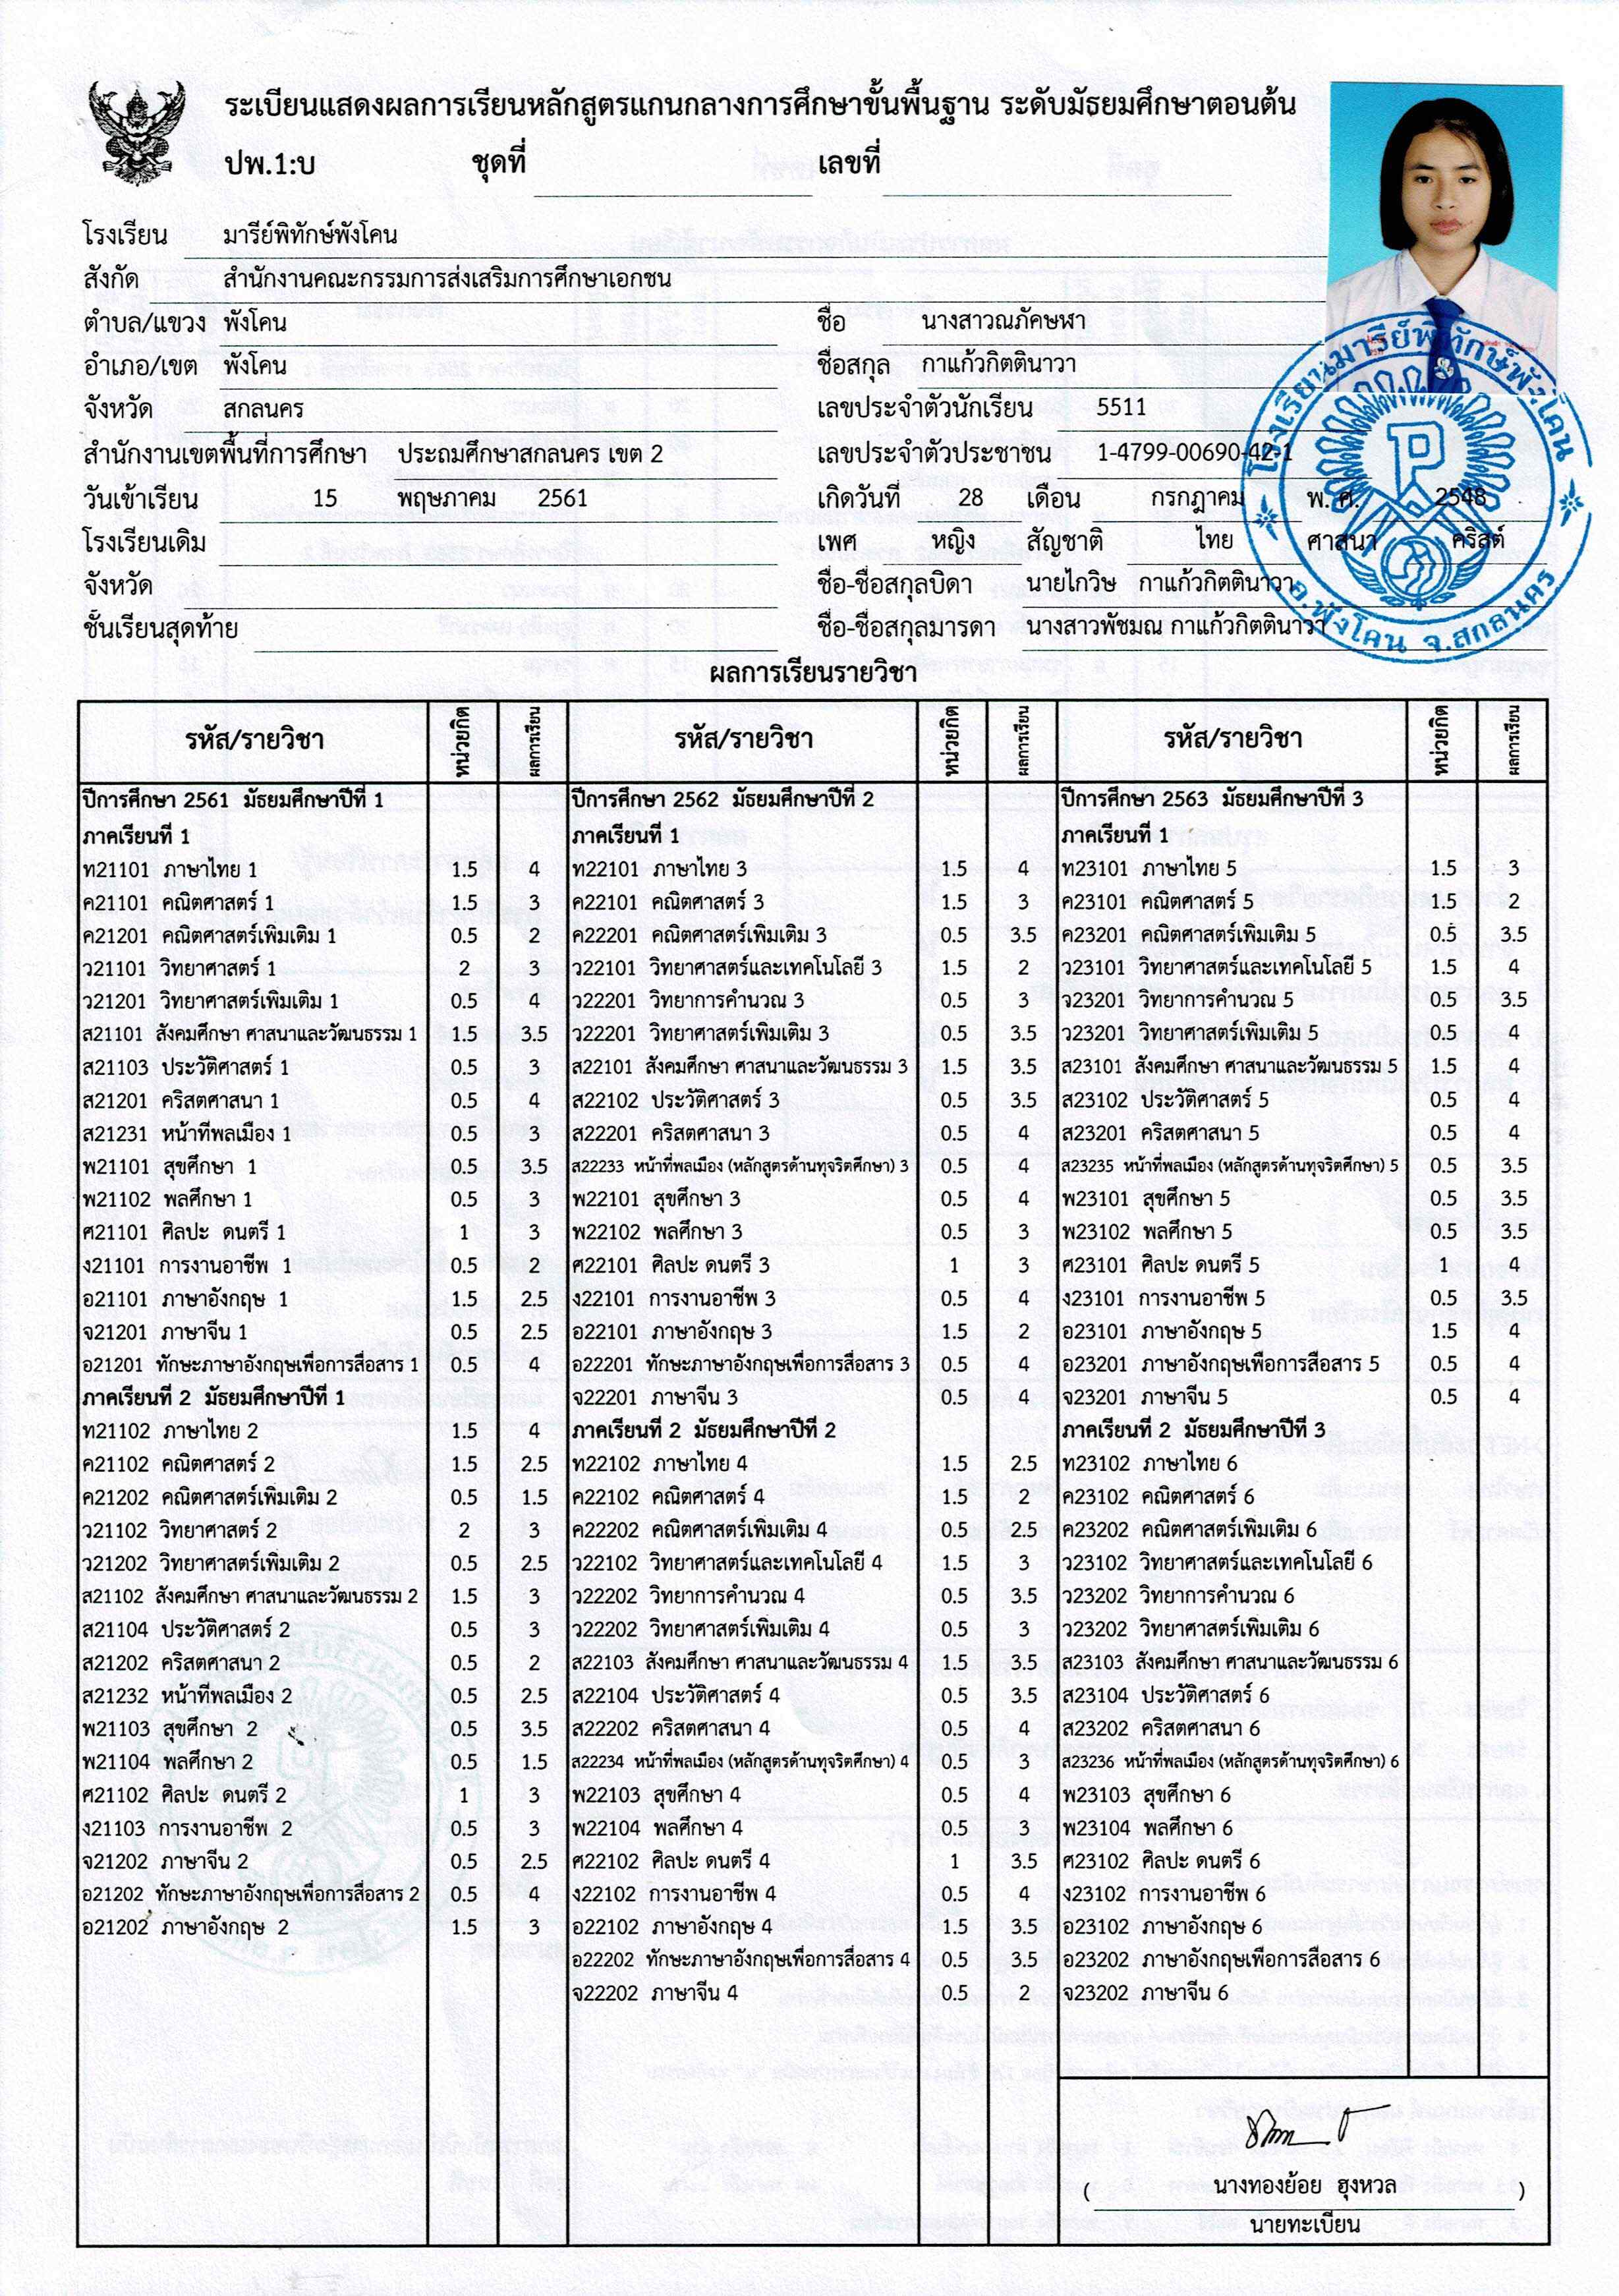 ระเบียนแสดงผลการเรียนหลักสูตรแกนกลางการศึกษาขั้นพื้นฐาน ระดับมัธยมศึกษาตอนต้น
ปพ.1:บ ชุดที่ เลขที่
โรงเรียน มารีย์พิทักษ์พังโคน
สังกัด สำนักงานคณะกรรมการส่งเสริมการศึกษาเอกชน
ตำบล/แขวง พังโคน ชื่อ นางสาวณภัคษฬา
อำเภอ/เขต พังโคน ชื่อสกุล กาแก้วกิตตินาวา
จังหวัด สกลนคร เลขประจำตัวนักเรียน 5511
สำนักงานเขตพื้นที่การศึกษา ประถมศึกษาสกลนคร เขต 2 เลขประจำตัวประชาชน 1-4799-00690-42-1
วันเข้าเรียน 15 พฤษภาคม 2561 เกิดวันที่ 28 เดือน กรกฎาคม พ. ศ. 2548
โรงเรียนเดิม เพศ หญิง สัญชาติ ไทย ศาสนา คริสต์
จังหวัด ชื่อ-ชื่อสกุลบิดา นายไกวิษ กาแก้วกิตตินาวา
ชั้นเรียนสุดท้าย ชื่อ-ชื่อสกุลมารดา นางสาวพัชมณ กาแก้วกิตตินาวา
โรงเรียนมารีย์พิทักษ์พังโคน
อ.พังโคน จ.สกลนคร
ผลการเรียนรายวิชา
รหัส/รายวิชา หน่วยกิต ผลการเรียน รหัส/รายวิชา หน่วยกิต ผลการเรียน รหัส/รายวิชา หน่วยกิต ผลการเรียน
ปีการศึกษา 2561 มัธยมศึกษาปีที่ 1
ภาคเรียนที่ 1
ท21101 ภาษาไทย 1 1.5 4
ค21101 คณิตศาสตร์ 1 1.5 3
ค21201 คณิตศาสตร์เพิ่มเติม 1 0.5 2
ว21101 วิทยาศาสตร์ 1 2 3
ว21201 วิทยาศาสตร์เพิ่มเติม 1 0.5 4
ส21101 สังคมศึกษา ศาสนาและวัฒนธรรม 1 1.5 3.5
ส21103 ประวัติศาสตร์ 1 0.5 3
ส21201 คริสตศาสนา 1 0.5 4
ส21231 หน้าที่พลเมือง 1 0.5 3
พ21101 สุขศึกษา 1 0.5 3.5
พ21102 พลศึกษา 1 0.5 3
ศ21101 ศิลปะ ดนตรี 1 1 3
ง21101 การงานอาชีพ 1 0.5 2
อ21101 ภาษาอังกฤษ 1 1.5 2.5
จ21201 ภาษาจีน 1 0.5 2.5
อ21201 ทักษะภาษาอังกฤษเพื่อการสื่อสาร 1 0.5 4
ภาคเรียนที่ 2 มัธยมศึกษาปีที่ 1
ท21102 ภาษาไทย 2 1.5 4
ค21102 คณิตศาสตร์ 2 1.5 2.5
ค21202 คณิตศาสตร์เพิ่มเติม 2 0.5 1.5
ว21102 วิทยาศาสตร์ 2 2 3
ว21202 วิทยาศาสตร์เพิ่มเติม 2 0.5 2.5
ส21102 สังคมศึกษา ศาสนาและวัฒนธรรม 2 1.5 3
ส21104 ประวัติศาสตร์ 2 0.5 3
ส21202 คริสตศาสนา 2 0.5 2
ส21232 หน้าที่พลเมือง 2 0.5 2.5
พ21103 สุขศึกษา 2 0.5 3.5
พ21104 พลศึกษา 2 0.5 1.5
ศ21102 ศิลปะ ดนตรี 2 1 3
ง21103 การงานอาชีพ 2 0.5 3
จ21202 ภาษาจีน 2 0.5 2.5
อ21202 ทักษะภาษาอังกฤษเพื่อการสื่อสาร 2 0.5 4
อ21202 ภาษาอังกฤษ 2 1.5 3
ปีการศึกษา 2562 มัธยมศึกษาปีที่ 2
ภาคเรียนที่ 1
ท22101 ภาษาไทย 3 1.5 4
ค22101 คณิตศาสตร์ 3 1.5 3
ค22201 คณิตศาสตร์เพิ่มเติม 3 0.5 3.5
ว22101 วิทยาศาสตร์และเทคโนโลยี 3 1.5 2
ว22201 วิทยาการคำนวณ 3 0.5 3
ว22201 วิทยาศาสตร์เพิ่มเติม 3 0.5 3.5
ส22101 สังคมศึกษา ศาสนาและวัฒนธรรม 3 1.5 3.5
ส22102 ประวัติศาสตร์ 3 0.5 3.5
ส22201 คริสตศาสนา 3 0.5 4
ส22233 หน้าที่พลเมือง (หลักสูตรด้านทุจริตศึกษา) 3 0.5 4
พ22101 สุขศึกษา 3 0.5 4
พ22102 พลศึกษา 3 0.5 3
ศ22101 ศิลปะ ดนตรี 3 1 3
ง22101 การงานอาชีพ 3 0.5 4
อ22101 ภาษาอังกฤษ 3 1.5 2
อ22201 ทักษะภาษาอังกฤษเพื่อการสื่อสาร 3 0.5 4
จ22201 ภาษาจีน 3 0.5 4
ภาคเรียนที่ 2 มัธยมศึกษาปีที่ 2
ท22102 ภาษาไทย 4 1.5 2.5
ค22102 คณิตศาสตร์ 4 1.5 2
ค22202 คณิตศาสตร์เพิ่มเติม 4 0.5 2.5
ว22102 วิทยาศาสตร์และเทคโนโลยี 4 1.5 3
ว22202 วิทยาการคำนวณ 4 0.5 3.5
ว22202 วิทยาศาสตร์เพิ่มเติม 4 0.5 3
ส22103 สังคมศึกษา ศาสนาและวัฒนธรรม 4 1.5 3.5
ส22104 ประวัติศาสตร์ 4 0.5 3.5
ส22202 คริสตศาสนา 4 0.5 4
ส22234 หน้าที่พลเมือง (หลักสูตรด้านทุจริตศึกษา) 4 0.5 3
พ22103 สุขศึกษา 4 0.5 4
พ22104 พลศึกษา 4 0.5 3
ศ22102 ศิลปะ ดนตรี 4 1 3.5
ง22102 การงานอาชีพ 4 0.5 4
อ22102 ภาษาอังกฤษ 4 1.5 3.5
อ22202 ทักษะภาษาอังกฤษเพื่อการสื่อสาร 4 0.5 3.5
จ22202 ภาษาจีน 4 0.5 2
ปีการศึกษา 2563 มัธยมศึกษาปีที่ 3
ภาคเรียนที่ 1
ท23101 ภาษาไทย 5 1.5 3
ค23101 คณิตศาสตร์ 5 1.5 2
ค23201 คณิตศาสตร์เพิ่มเติม 5 0.5 3.5
ว23101 วิทยาศาสตร์และเทคโนโลยี 5 1.5 4
ว23201 วิทยาการคำนวณ 5 0.5 3.5
ว23201 วิทยาศาสตร์เพิ่มเติม 5 0.5 4
ส23101 สังคมศึกษา ศาสนาและวัฒนธรรม 5 1.5 4
ส23102 ประวัติศาสตร์ 5 0.5 4
ส23201 คริสตศาสนา 5 0.5 4
ส23235 หน้าที่พลเมือง (หลักสูตรด้านทุจริตศึกษา) 5 0.5 3.5
พ23101 สุขศึกษา 5 0.5 3.5
พ23102 พลศึกษา 5 0.5 3.5
ศ23101 ศิลปะ ดนตรี 5 1 4
ง23101 การงานอาชีพ 5 0.5 3.5
อ23101 ภาษาอังกฤษ 5 1.5 4
อ23201 ภาษาอังกฤษเพื่อการสื่อสาร 5 0.5 4
จ23201 ภาษาจีน 5 0.5 4
ภาคเรียนที่ 2 มัธยมศึกษาปีที่ 3
ท23102 ภาษาไทย 6
ค23102 คณิตศาสตร์ 6
ค23202 คณิตศาสตร์เพิ่มเติม 6
ว23102 วิทยาศาสตร์และเทคโนโลยี 6
ว23202 วิทยาการคำนวณ 6
ว23202 วิทยาศาสตร์เพิ่มเติม 6
ส23103 สังคมศึกษา ศาสนาและวัฒนธรรม 6
ส23104 ประวัติศาสตร์ 6
ส23202 คริสตศาสนา 6
ส23236 หน้าที่พลเมือง (หลักสูตรด้านทุจริตศึกษา) 6
พ23103 สุขศึกษา 6
พ23104 พลศึกษา 6
ศ23102 ศิลปะ ดนตรี 6
ง23102 การงานอาชีพ 6
อ23102 ภาษาอังกฤษ 6
อ23202 ภาษาอังกฤษเพื่อการสื่อสาร 6
จ23202 ภาษาจีน 6
( นางทองย้อย ฮุงหวล )
นายทะเบียน